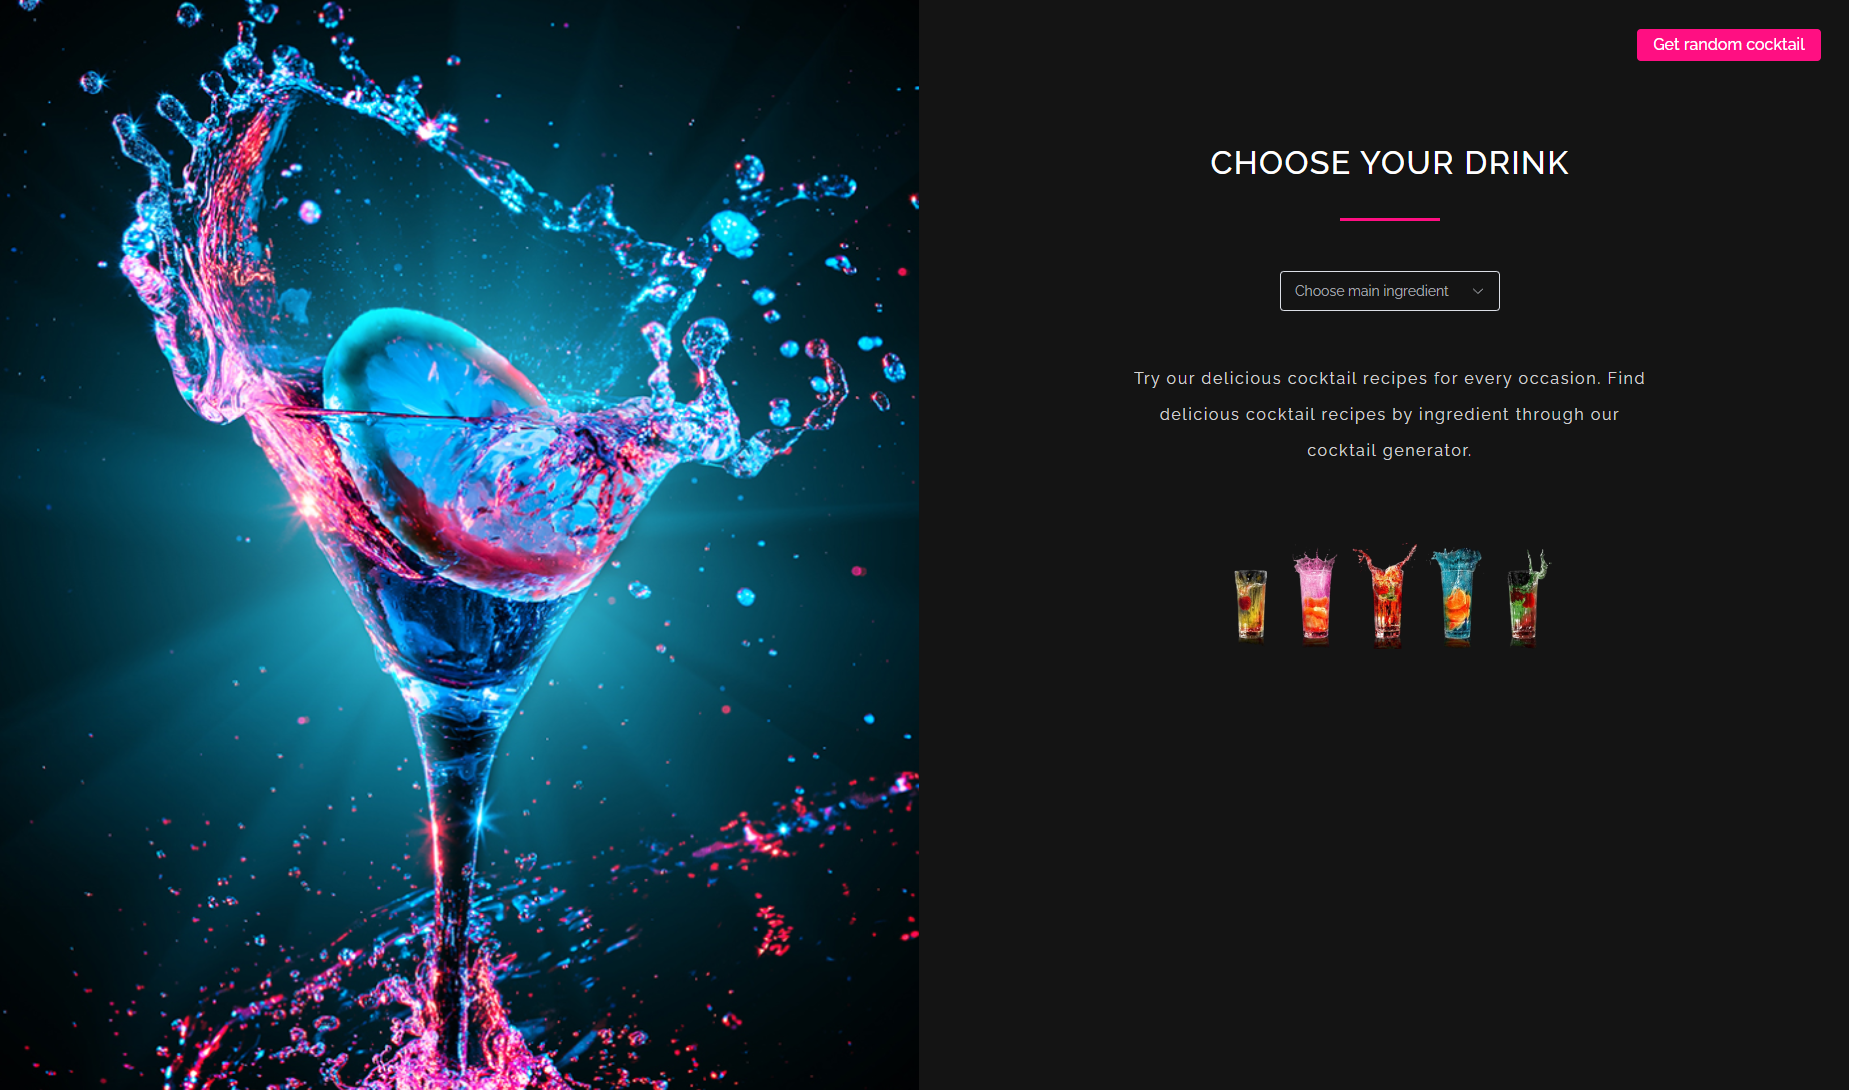 Get random cocktail
CHOOSE YOUR DRINK
Choose main ingredient
Try our delicious cocktail recipes for every occasion. Find
delicious cocktail recipes by ingredient through our
cocktail generator.